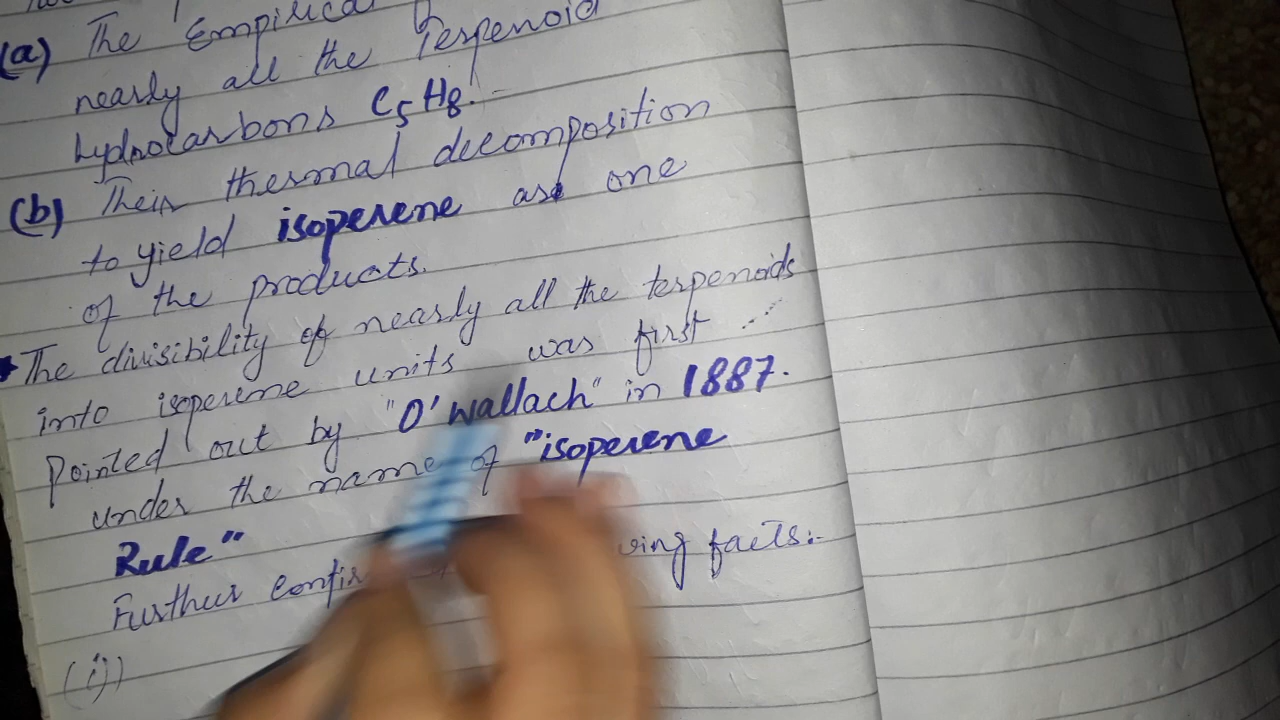 (a) The Empirical
nearly all the Terpenoid
hydrocarbons C₅H₈.
(b) Their thermal decomposition
to yield isoperene as one
of the products.
The divisibility of nearly all the terpenoids
into isoperene units was first
pointed out by "O'wallach" in 1887.
under the name of "isoperene
Rule"
Further facts:-
(i)